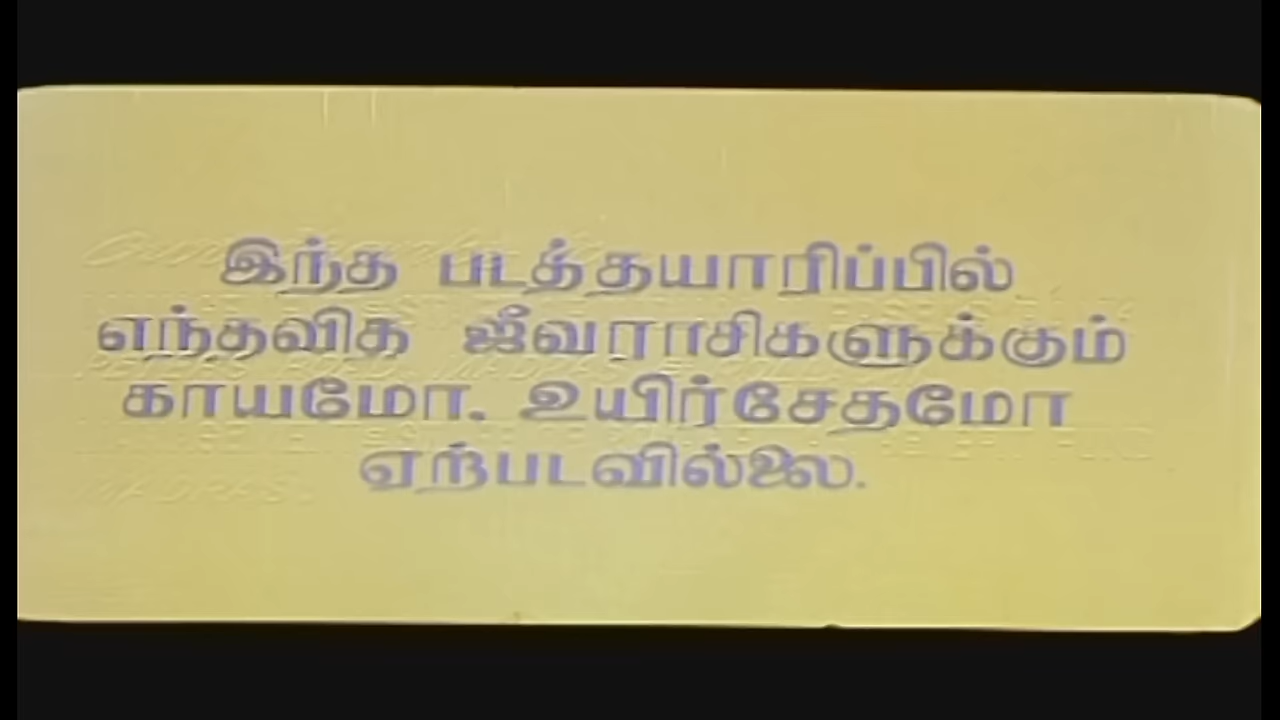 இந்த படத்தயாரிப்பில்
எந்தவித ஜீவராசிகளுக்கும்
காயமோ. உயிர்சேதமோ
ஏற்படவில்லை.